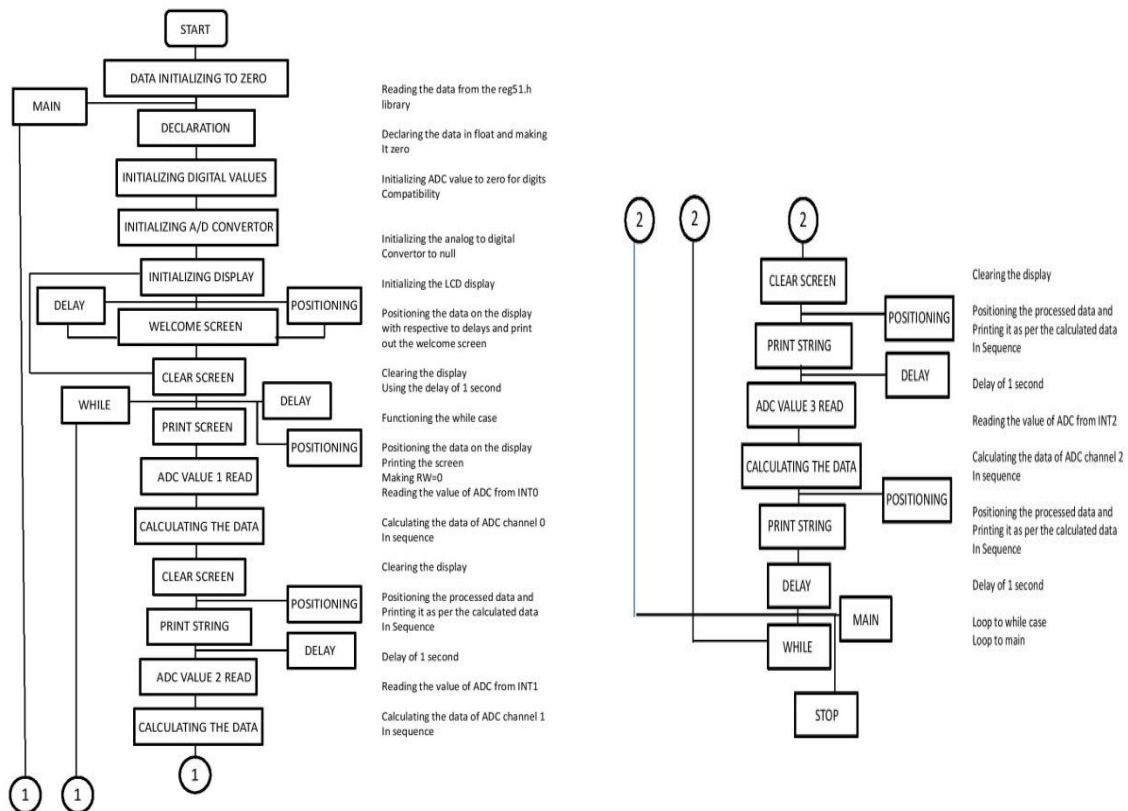 START
DATA INITIALIZING TO ZERO
MAIN
Reading the data from the reg51.h
library
DECLARATION
Declaring the data in float and making
It zero
INITIALIZING DIGITAL VALUES
Initializing ADC value to zero for digits
Compatibility
INITIALIZING A/D CONVERTOR
Initializing the analog to digital
Convertor to null
INITIALIZING DISPLAY
Initializing the LCD display
DELAY
POSITIONING
WELCOME SCREEN
Positioning the data on the display
with respective to delays and print
out the welcome screen
CLEAR SCREEN
Clearing the display
Using the delay of 1 second
WHILE
DELAY
Functioning the while case
PRINT SCREEN
POSITIONING
Positioning the data on the display
Printing the screen
Making RW=0
ADC VALUE 1 READ
Reading the value of ADC from INT0
CALCULATING THE DATA
Calculating the data of ADC channel 0
In sequence
CLEAR SCREEN
Clearing the display
POSITIONING
Positioning the processed data and
Printing it as per the calculated data
In Sequence
PRINT STRING
DELAY
Delay of 1 second
ADC VALUE 2 READ
Reading the value of ADC from INT1
CALCULATING THE DATA
Calculating the data of ADC channel 1
In sequence
1
1
1
2
2
2
CLEAR SCREEN
Clearing the display
POSITIONING
Positioning the processed data and
Printing it as per the calculated data
In Sequence
PRINT STRING
DELAY
Delay of 1 second
ADC VALUE 3 READ
Reading the value of ADC from INT2
CALCULATING THE DATA
Calculating the data of ADC channel 2
In sequence
POSITIONING
Positioning the processed data and
Printing it as per the calculated data
In Sequence
PRINT STRING
DELAY
Delay of 1 second
MAIN
Loop to while case
Loop to main
WHILE
STOP